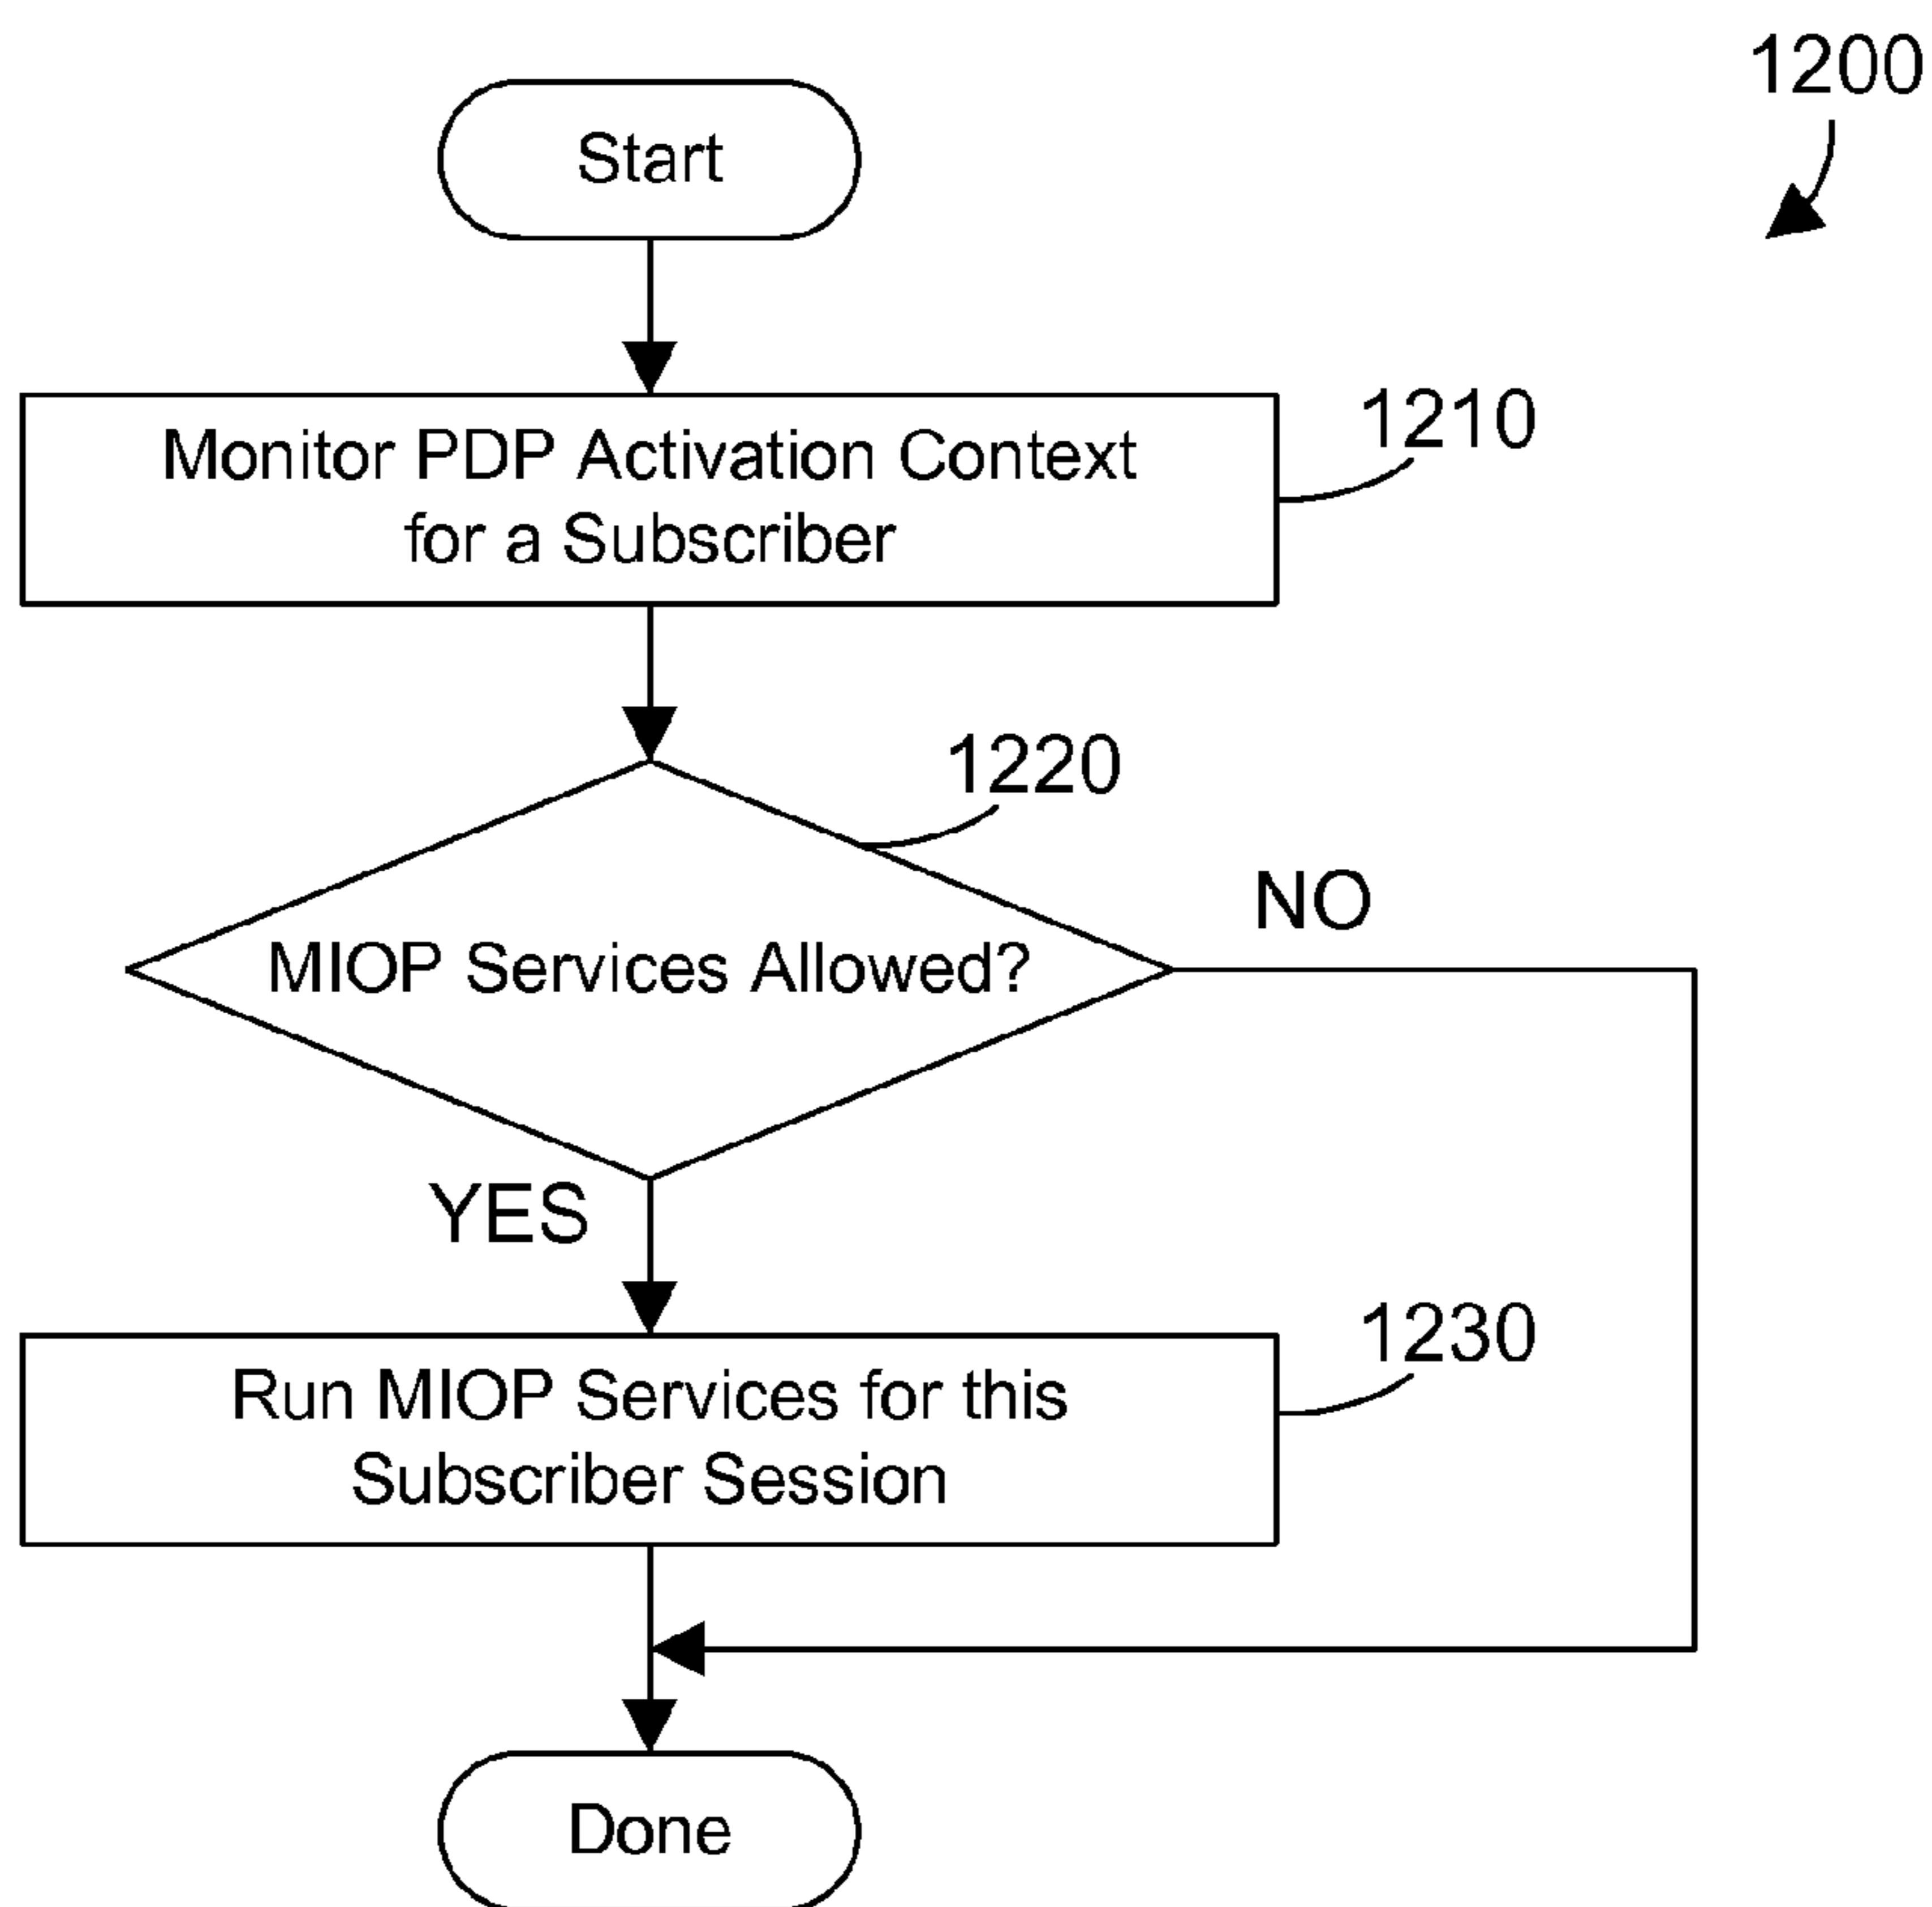 1200
Start
Monitor PDP Activation Context
for a Subscriber
1210
1220
MIOP Services Allowed?
NO
YES
Run MIOP Services for this
Subscriber Session
1230
Done